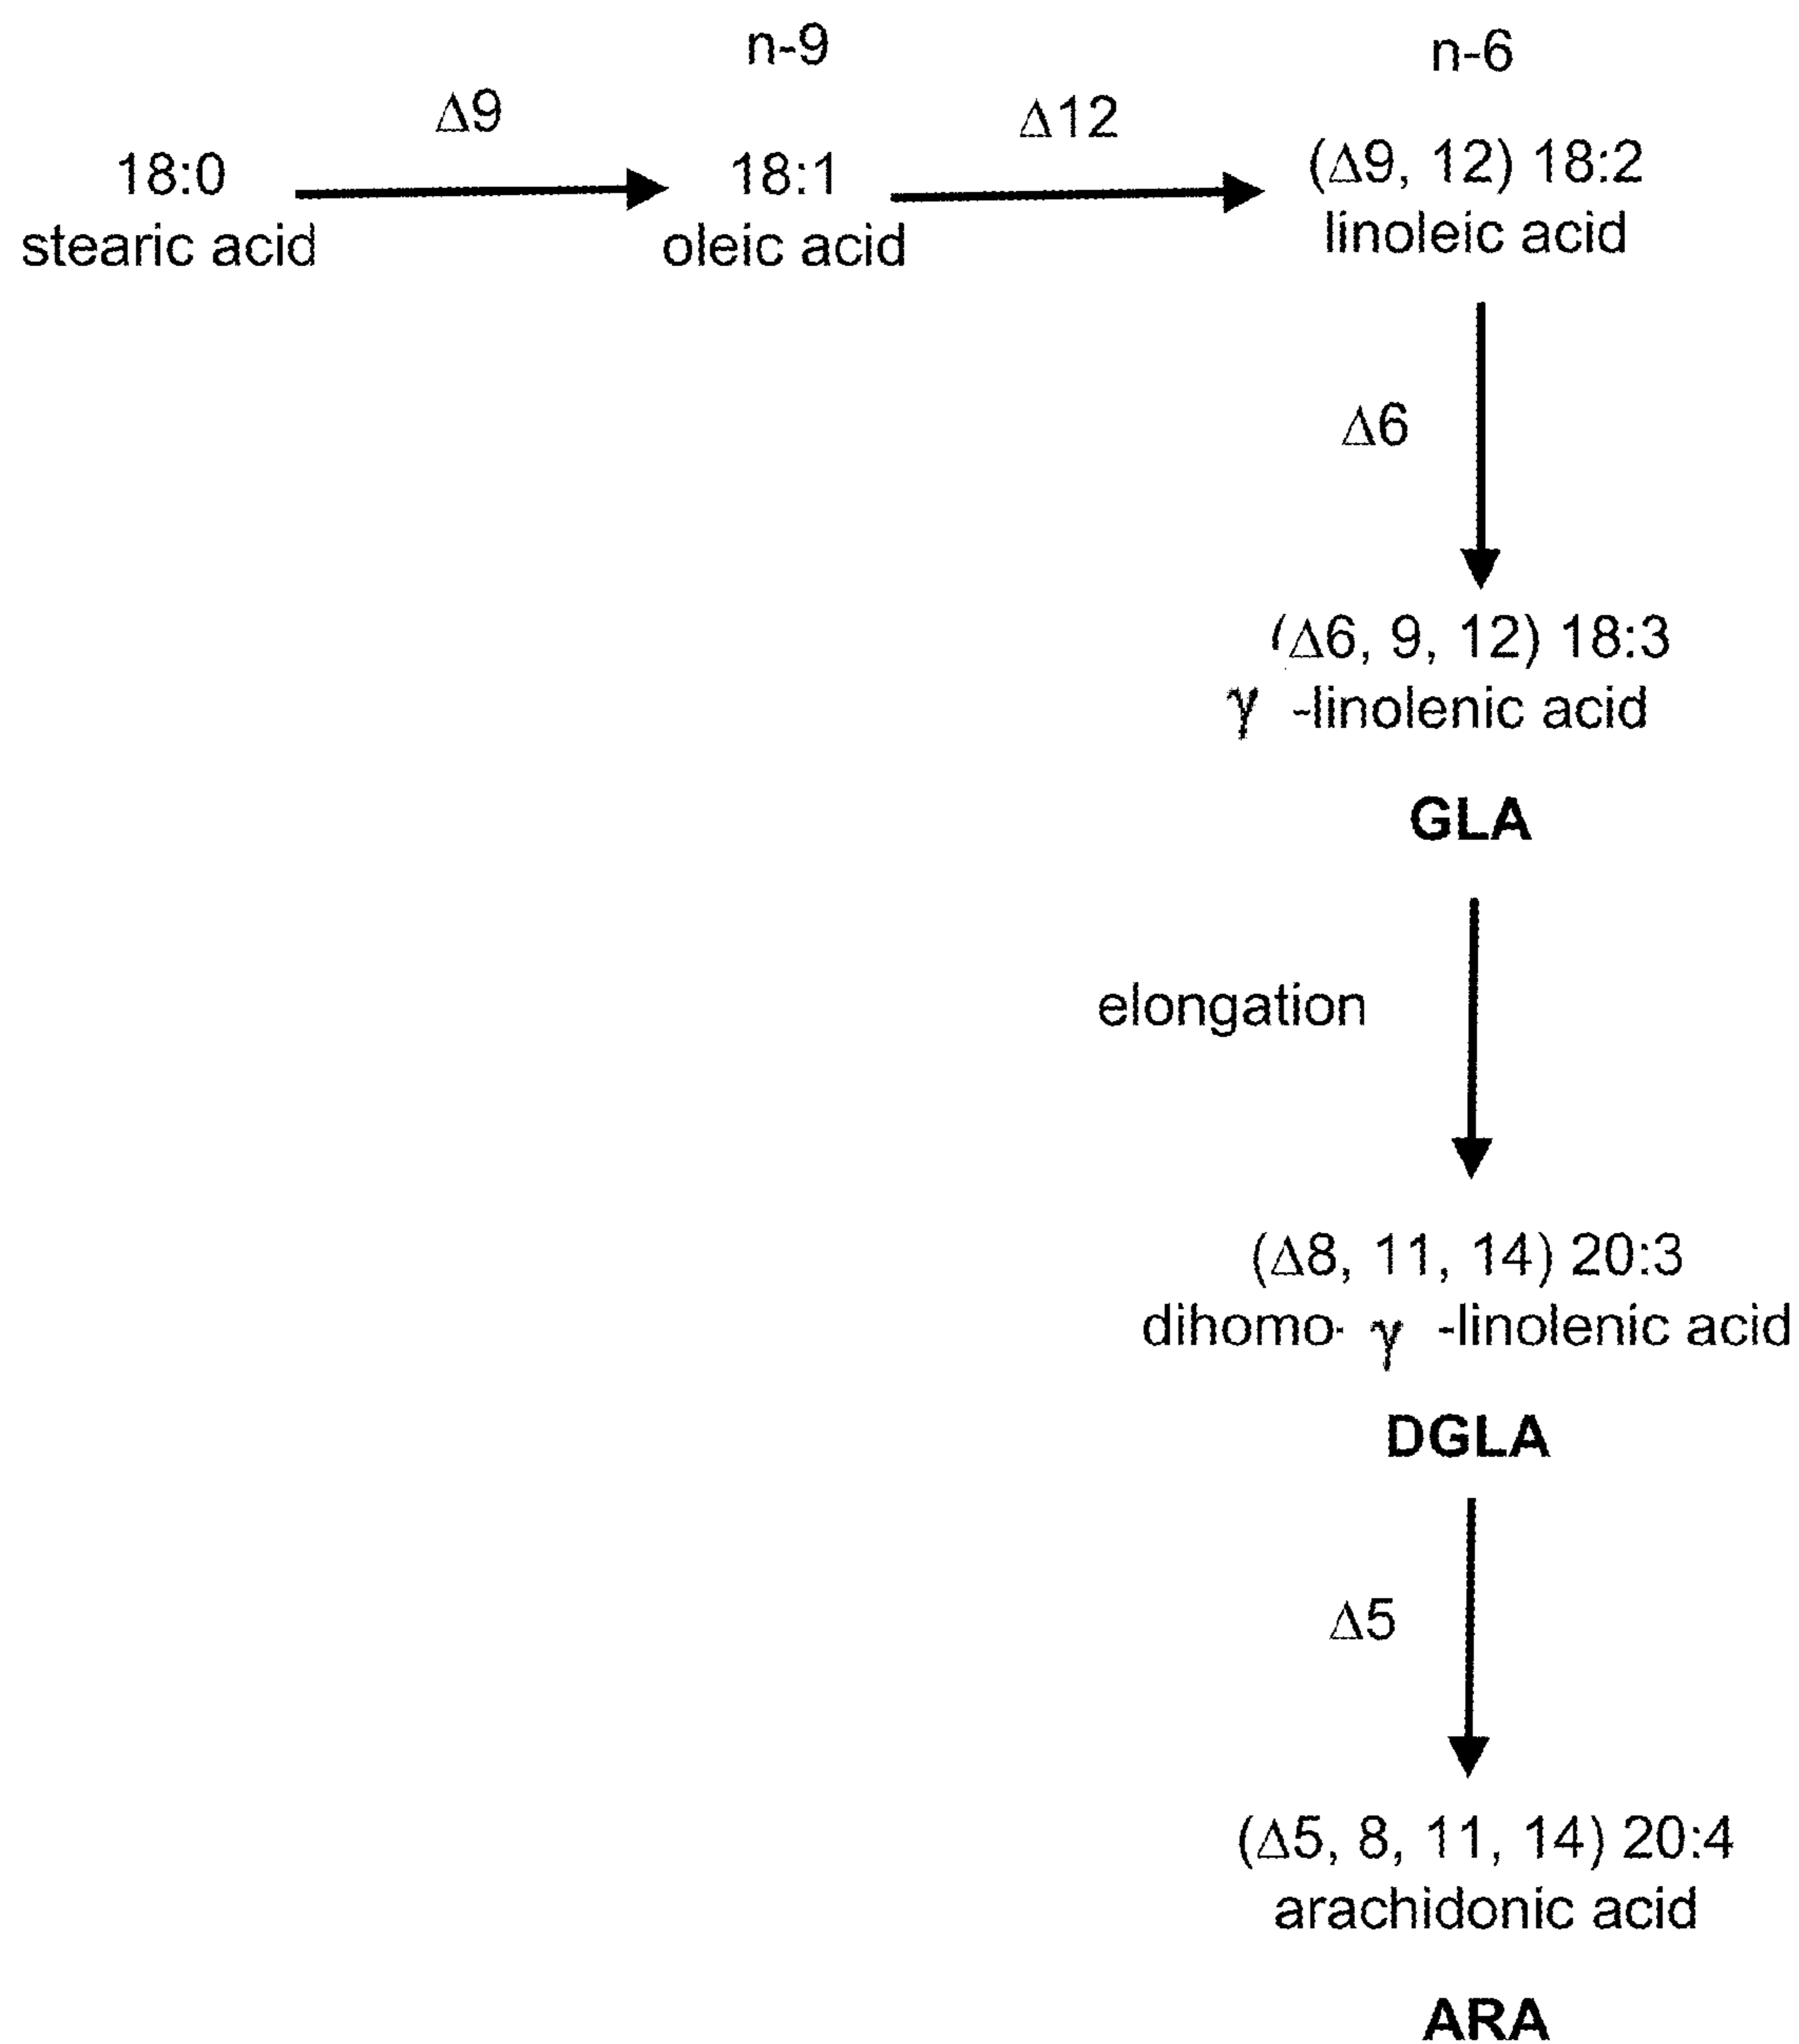 n-9
n-6
Δ9
Δ12
18:0
18:1
(Δ9, 12) 18:2
stearic acid
oleic acid
linoleic acid
Δ6
(Δ6, 9, 12) 18:3
γ -linolenic acid
GLA
elongation
(Δ8, 11, 14) 20:3
dihomo- γ -linolenic acid
DGLA
Δ5
(Δ5, 8, 11, 14) 20:4
arachidonic acid
ARA